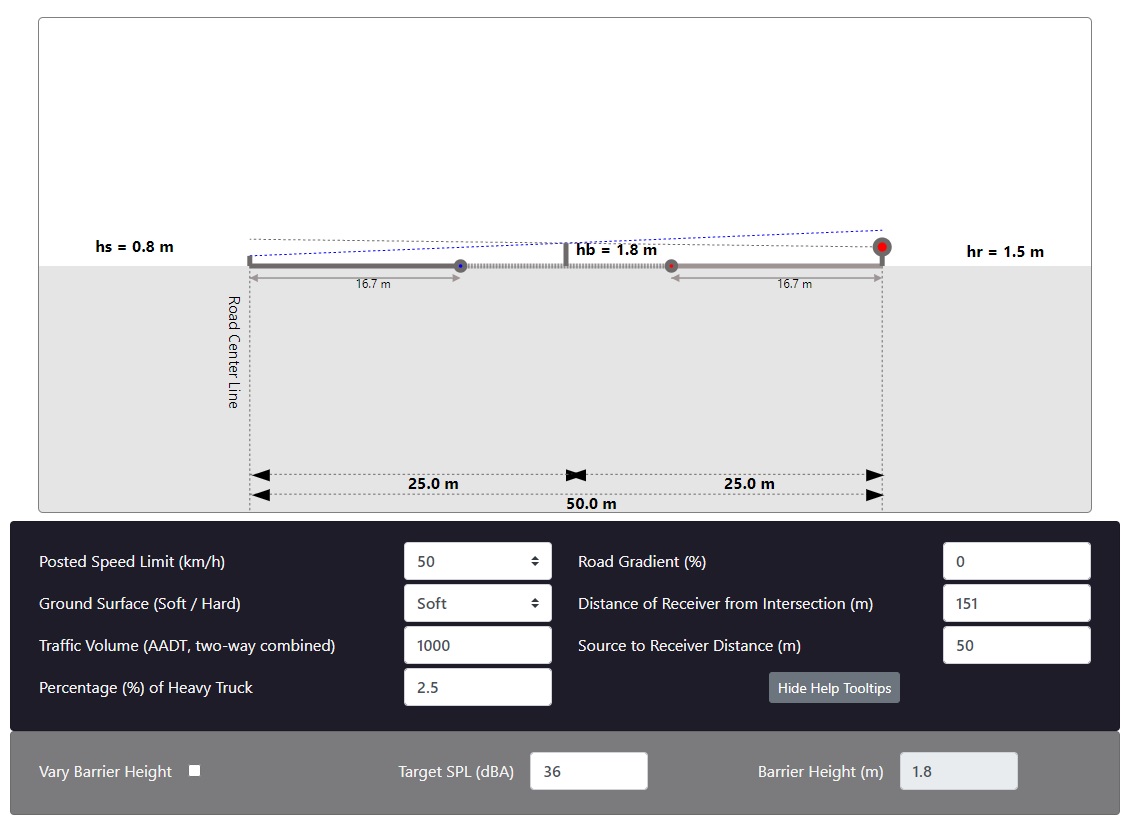 hs = 0.8 m
hb = 1.8 m
hr = 1.5 m
16.7 m
16.7 m
Road Center Line
25.0 m
25.0 m
50.0 m
Posted Speed Limit (km/h)
50
Road Gradient (%)
0
Ground Surface (Soft / Hard)
Soft
Distance of Receiver from Intersection (m)
151
Traffic Volume (AADT, two-way combined)
1000
Source to Receiver Distance (m)
50
Percentage (%) of Heavy Truck
2.5
Hide Help Tooltips
Vary Barrier Height
Target SPL (dBA)
36
Barrier Height (m)
1.8